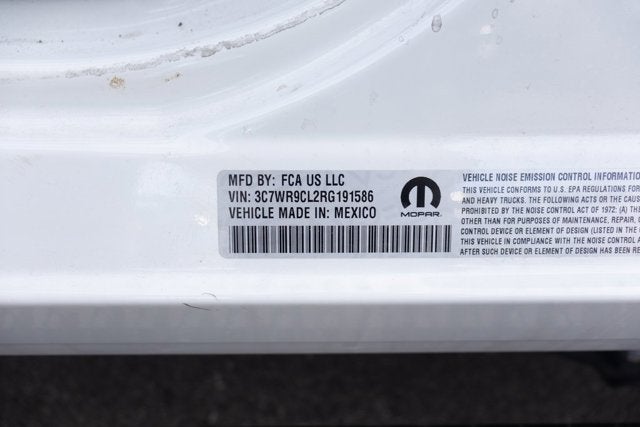 MFD BY: FCA US LLC
VIN: 3C7WR9CL2RG191586
VEHICLE MADE IN: MEXICO
MOPAR
VEHICLE NOISE EMISSION CONTROL INFORMATION
THIS VEHICLE CONFORMS TO U.S. EPA REGULATIONS FOR
AND HEAVY TRUCKS. THE FOLLOWING ACTS OR THE CAUS
PROHIBITED BY THE NOISE CONTROL ACT OF 1972: (A) THE
OTHER THAN FOR PURPOSES OF MAINTENANCE, REPAIR, O
CONTROL DEVICE OR ELEMENT OF DESIGN (LISTED IN THE O
THIS VEHICLE IN COMPLIANCE WITH THE NOISE CONTROL A
AFTER SUCH DEVICE OR ELEMENT OF DESIGN HAS BEEN RE